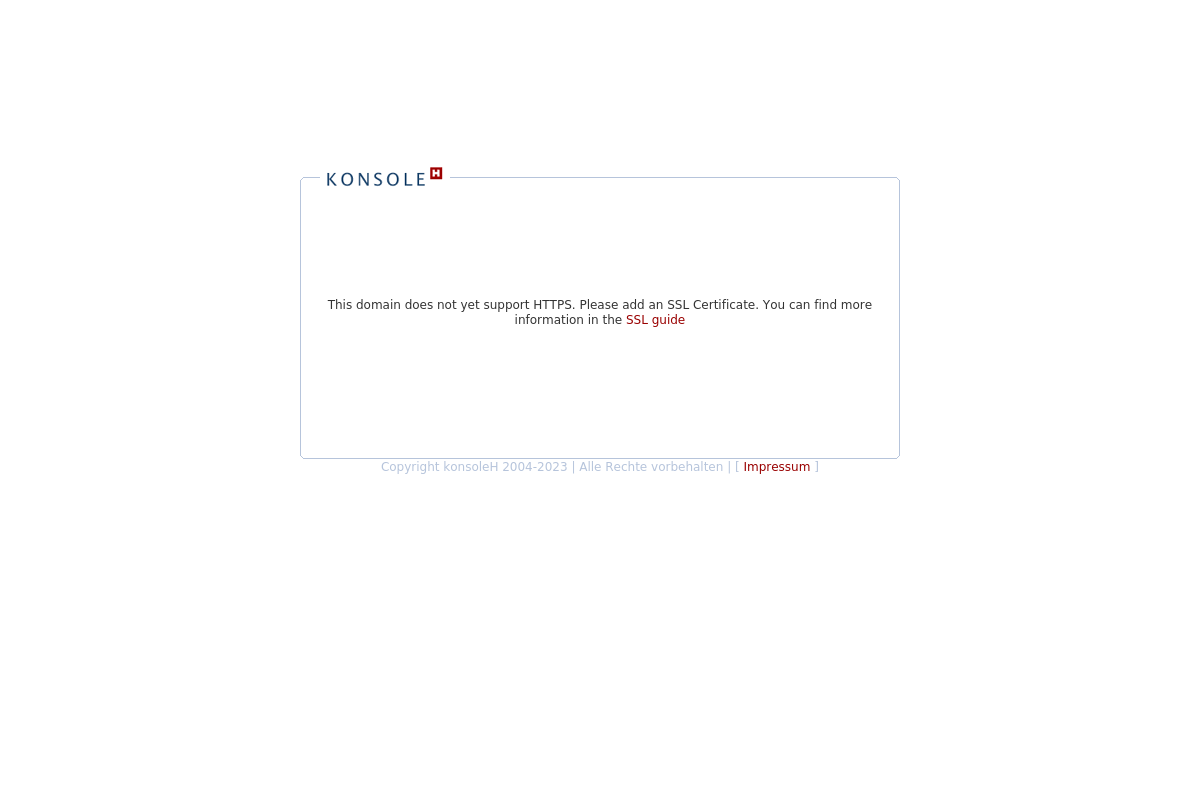 KONSOLE H
This domain does not yet support HTTPS. Please add an SSL Certificate. You can find more
information in the SSL guide
Copyright konsoleH 2004-2023 | Alle Rechte vorbehalten | [ Impressum ]